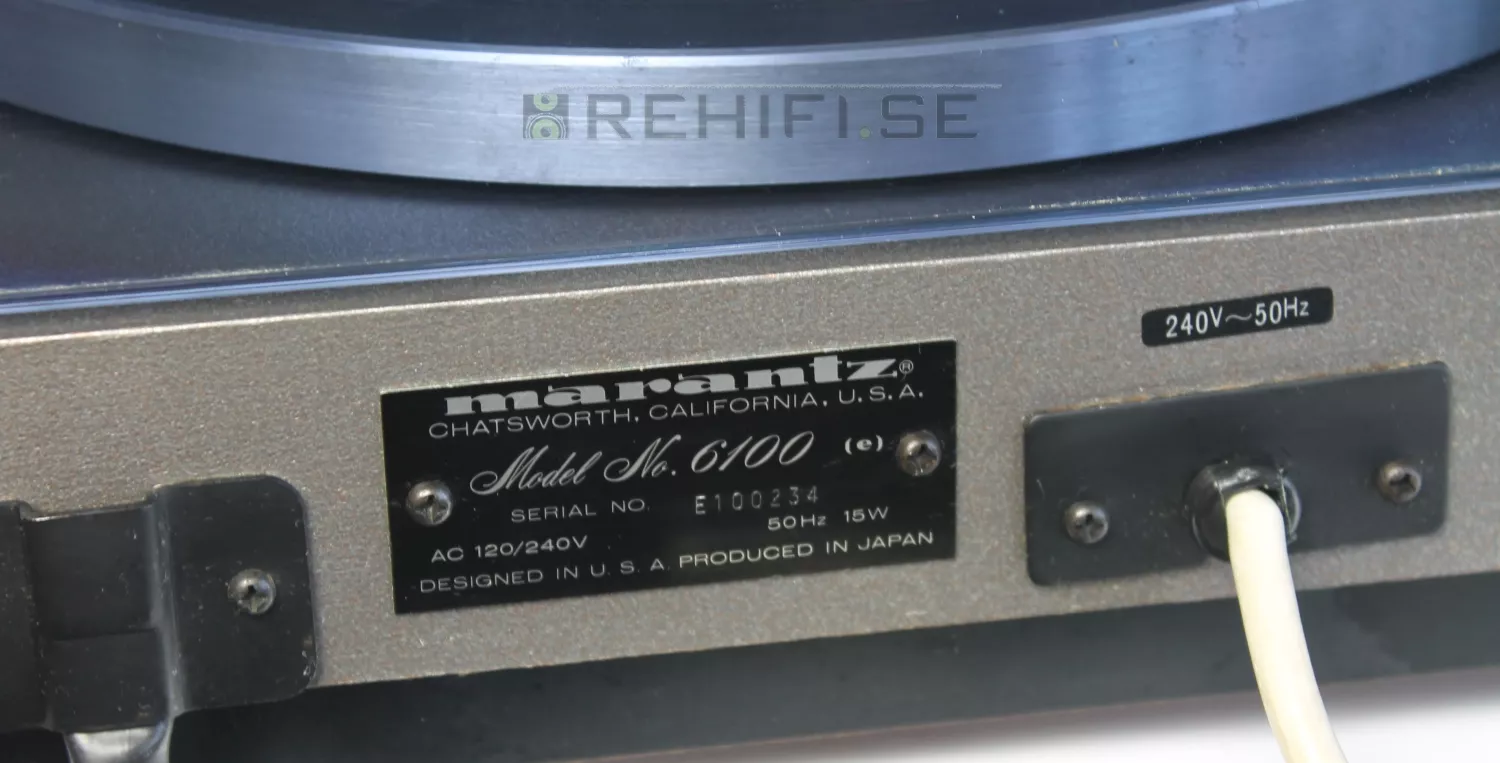 REHIFI.SE
240V～50Hz
marantz®
CHATSWORTH, CALIFORNIA, U.S.A.
Model No. 6100 (e)
SERIAL NO. E100234
AC 120/240V 50Hz 15W
DESIGNED IN U.S.A. PRODUCED IN JAPAN